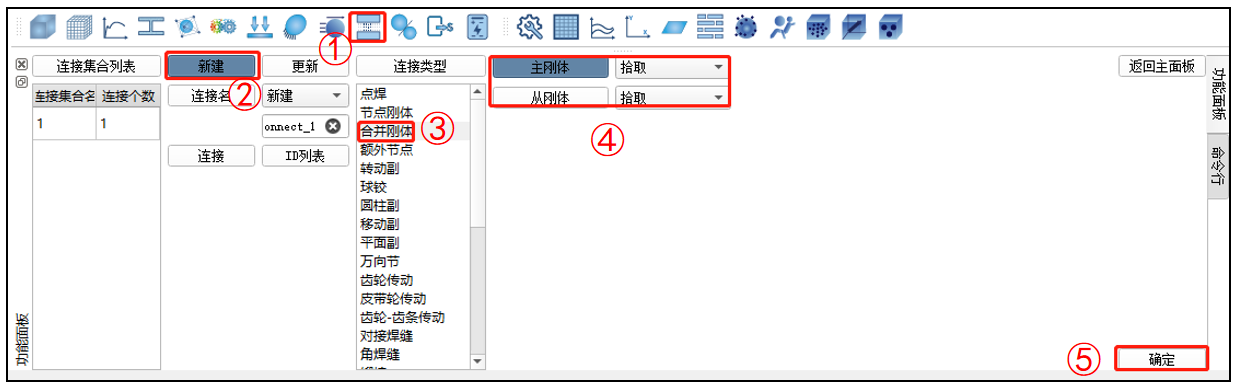 ①
连接集合列表
新建
更新
连接类型
主刚体
拾取
返回主面板
连接集合名
连接个数
②
连接名
新建
从刚体
拾取
1
1
onnect_1
连接
ID列表
点焊
节点刚体
合并刚体
③
额外节点
转动副
球铰
圆柱副
移动副
平面副
万向节
齿轮传动
皮带轮传动
齿轮-齿条传动
对接焊缝
角焊缝
④
⑤
确定
功能面板
功能面板
命令行